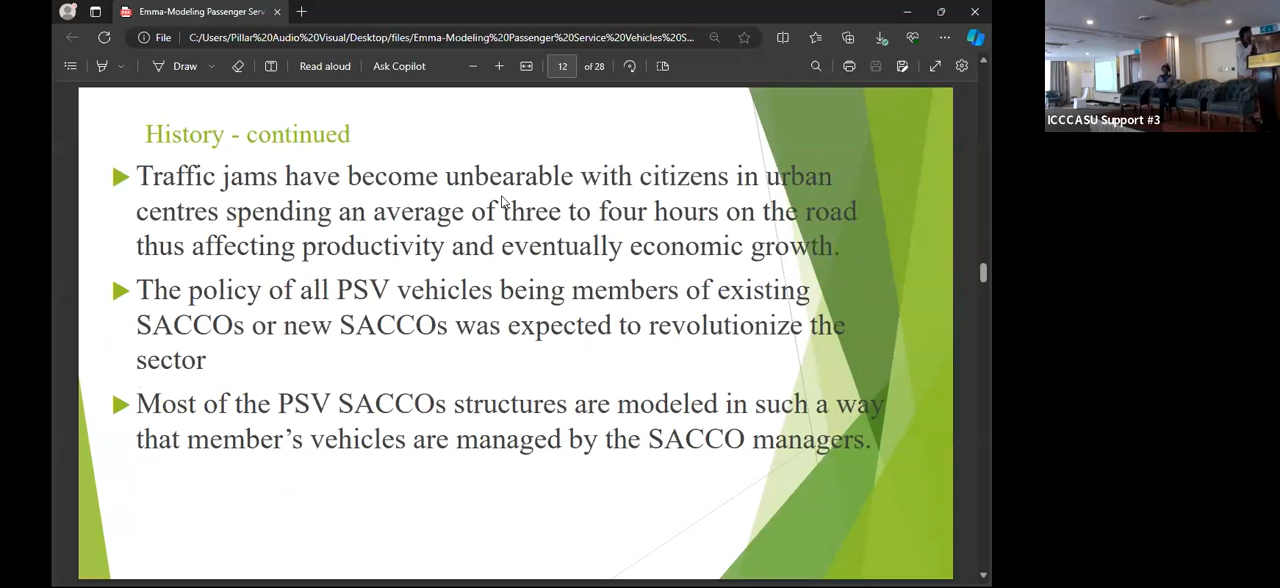 Emma-Modeling Passenger Serv
File C:/Users/Pillar%20Audio%20Visual/Desktop/files/Emma-Modeling%20Passenger%20Service%20Vehicles%20S...
Draw Read aloud Ask Copilot 12 of 28
ICCCASU Support #3
History - continued
Traffic jams have become unbearable with citizens in urban
centres spending an average of three to four hours on the road
thus affecting productivity and eventually economic growth.
The policy of all PSV vehicles being members of existing
SACCOs or new SACCOs was expected to revolutionize the
sector
Most of the PSV SACCOs structures are modeled in such a way
that member's vehicles are managed by the SACCO managers.